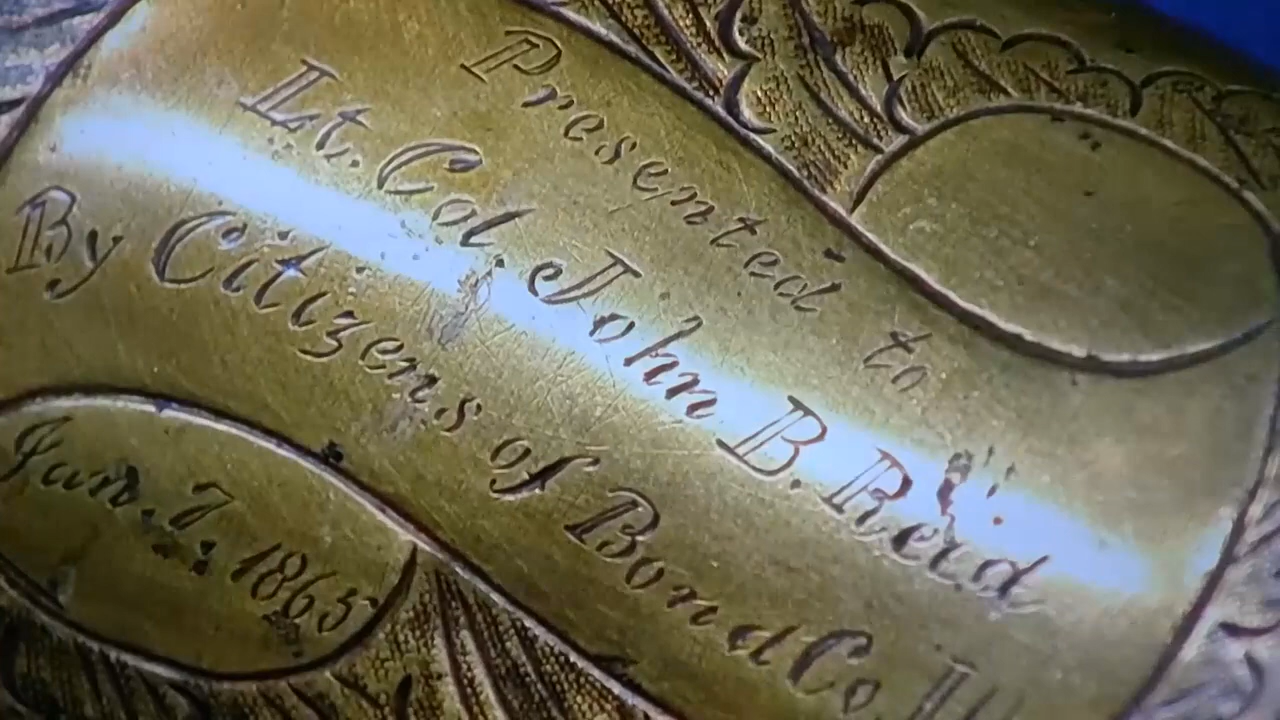 Presented to
Lt. Col. John B. Reid
By Citizens of Bond Co.
Jan. 7. 1865